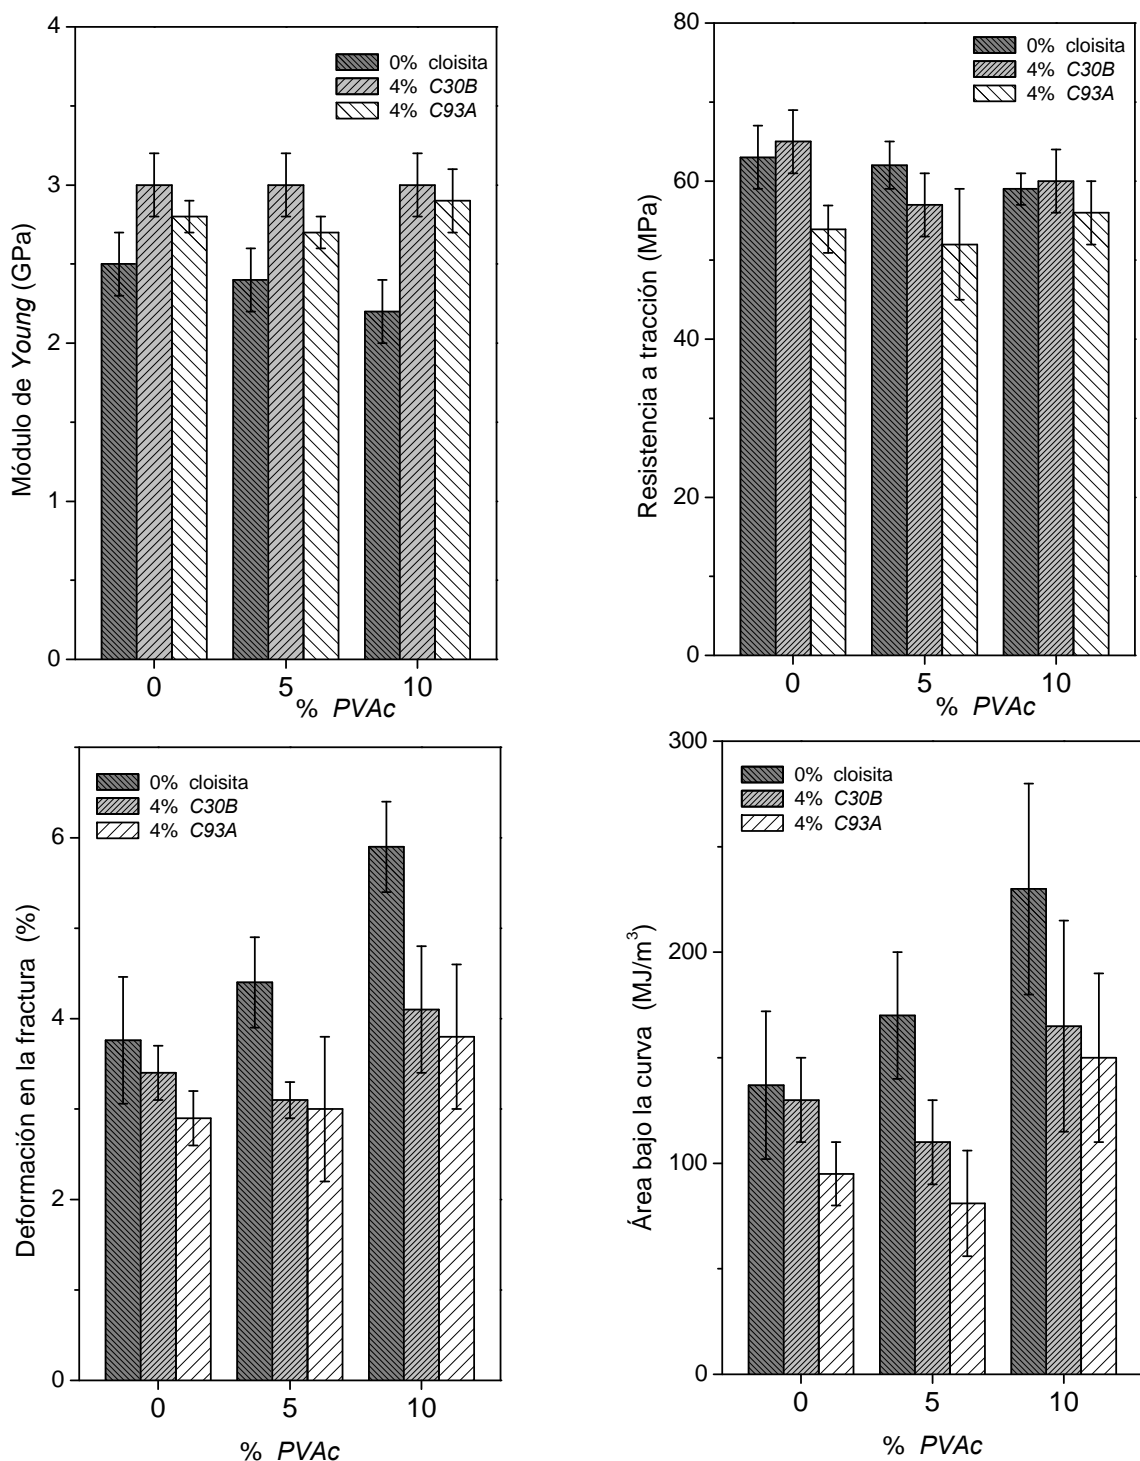 4
3
2
1
0
Módulo de Young (GPa)
0% cloisita
4% C30B
4% C93A
0 5 10
% PVAc
80
60
40
20
0
Resistencia a tracción (MPa)
0% cloisita
4% C30B
4% C93A
0 5 10
% PVAc
6
4
2
0
Deformación en la fractura (%)
0% cloisita
4% C30B
4% C93A
0 5 10
% PVAc
300
200
100
0
Área bajo la curva (MJ/m³)
0% cloisita
4% C30B
4% C93A
0 5 10
% PVAc